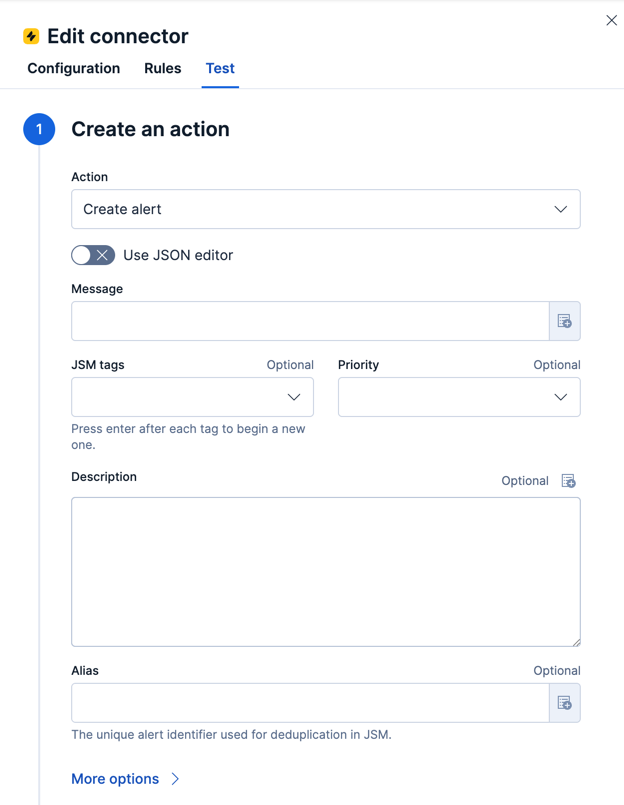 Edit connector
Configuration Rules Test
1 Create an action
Action
Create alert
Use JSON editor
Message
JSM tags Optional Priority Optional
Press enter after each tag to begin a new
one.
Description Optional
Alias Optional
The unique alert identifier used for deduplication in JSM.
More options